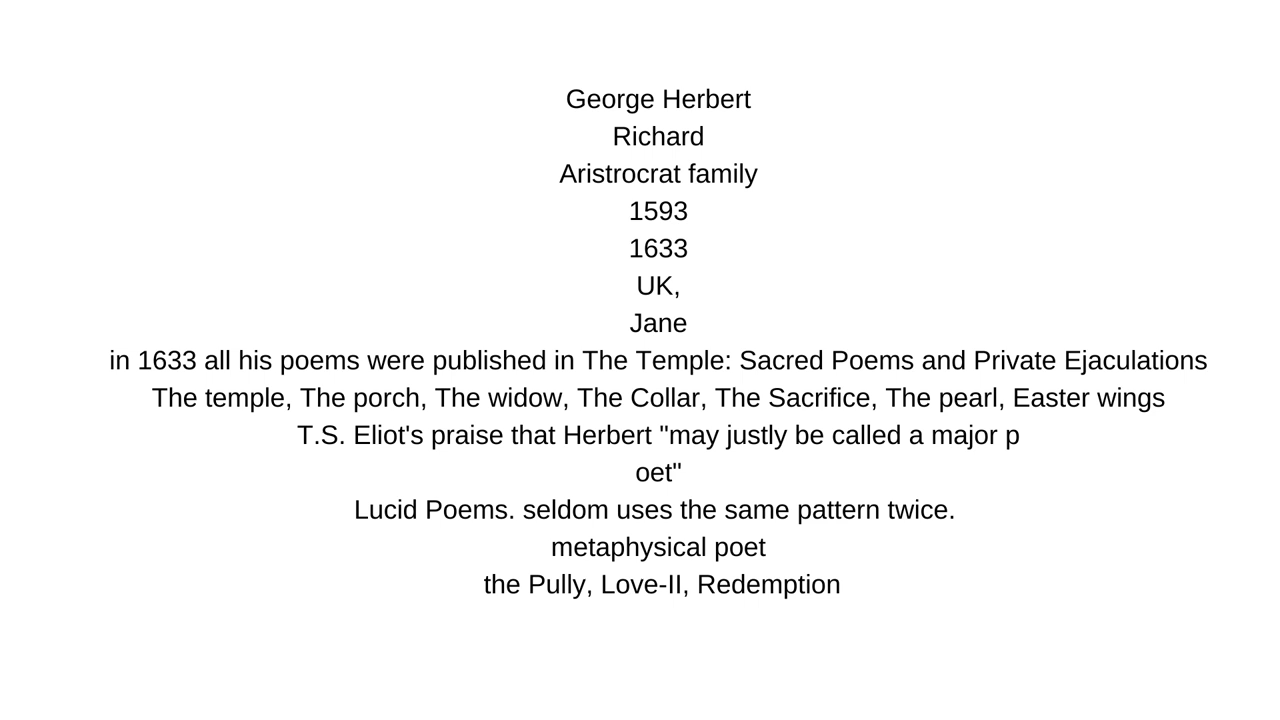 George Herbert
Richard
Aristrocrat family
1593
1633
UK,
Jane
in 1633 all his poems were published in The Temple: Sacred Poems and Private Ejaculations
The temple, The porch, The widow, The Collar, The Sacrifice, The pearl, Easter wings
T.S. Eliot's praise that Herbert "may justly be called a major p
oet"
Lucid Poems. seldom uses the same pattern twice.
metaphysical poet
the Pully, Love-II, Redemption